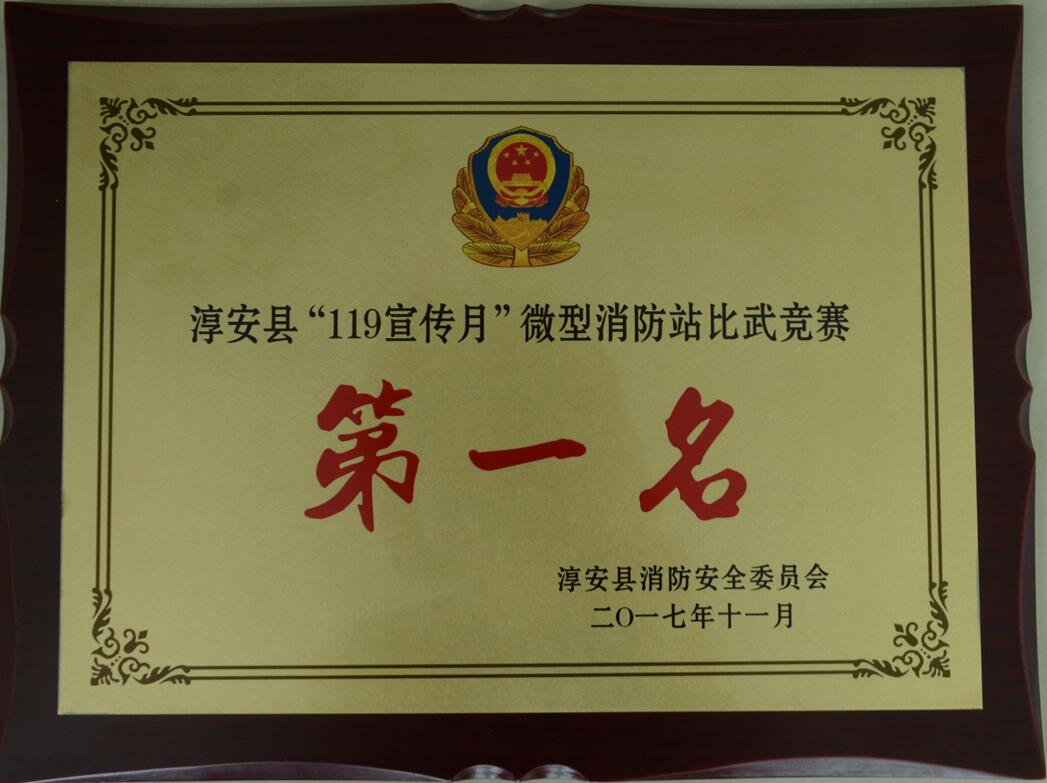 淳安县“119宣传月”微型消防站比武竞赛
第一名
淳安县消防安全委员会
二〇一七年十一月